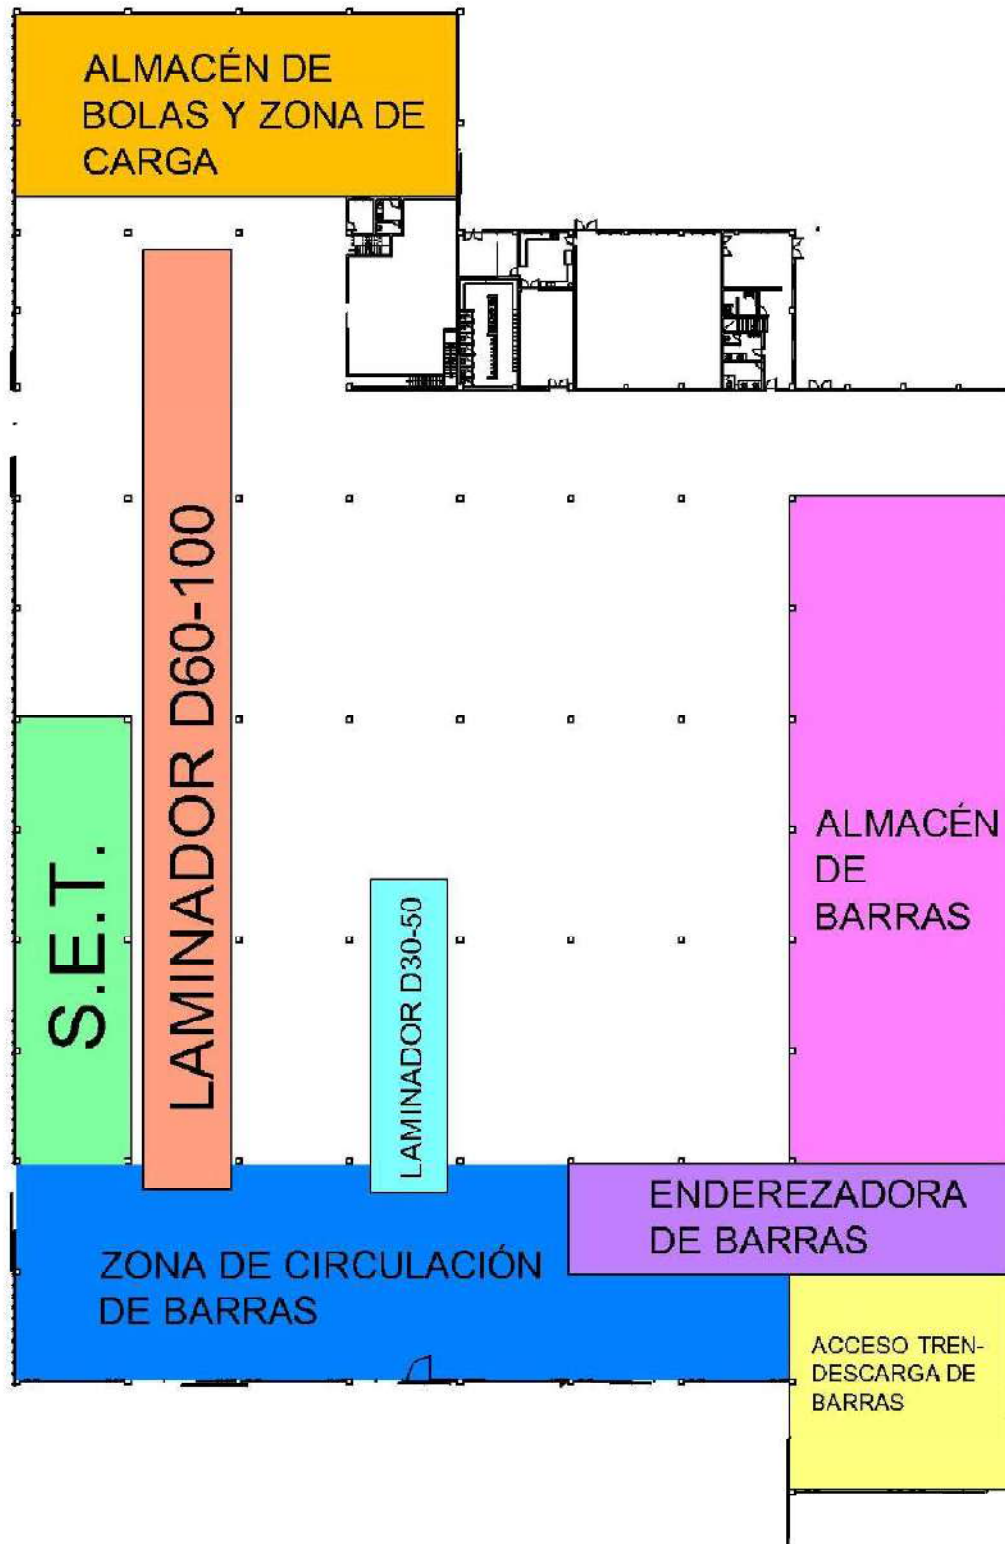 ALMACÉN DE
BOLAS Y ZONA DE
CARGA
LAMINADOR D60-100
S.E.T.
LAMINADOR D30-50
ALMACÉN
DE
BARRAS
ENDEREZADORA
DE BARRAS
ZONA DE CIRCULACIÓN
DE BARRAS
ACCESO TREN-
DESCARGA DE
BARRAS